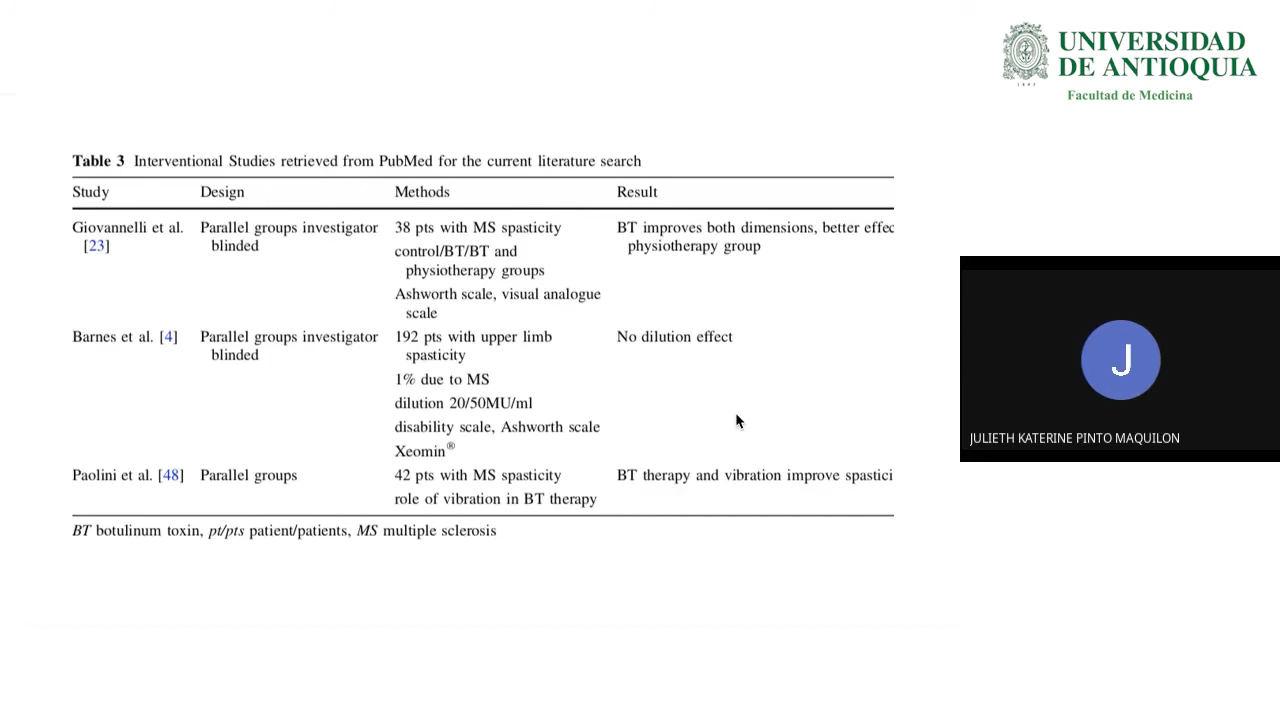 UNIVERSIDAD
DE ANTIOQUIA
1803
Facultad de Medicina
Table 3 Interventional Studies retrieved from PubMed for the current literature search
Study Design Methods Result
Giovannelli et al. Parallel groups investigator 38 pts with MS spasticity BT improves both dimensions, better effec
[23] blinded control/BT/BT and physiotherapy group
physiotherapy groups
Ashworth scale, visual analogue
scale
Barnes et al. [4] Parallel groups investigator 192 pts with upper limb No dilution effect
blinded spasticity
1% due to MS
dilution 20/50MU/ml
disability scale, Ashworth scale
Xeomin®
Paolini et al. [48] Parallel groups 42 pts with MS spasticity BT therapy and vibration improve spastici
role of vibration in BT therapy
BT botulinum toxin, pt/pts patient/patients, MS multiple sclerosis
J
JULIETH KATERINE PINTO MAQUILON